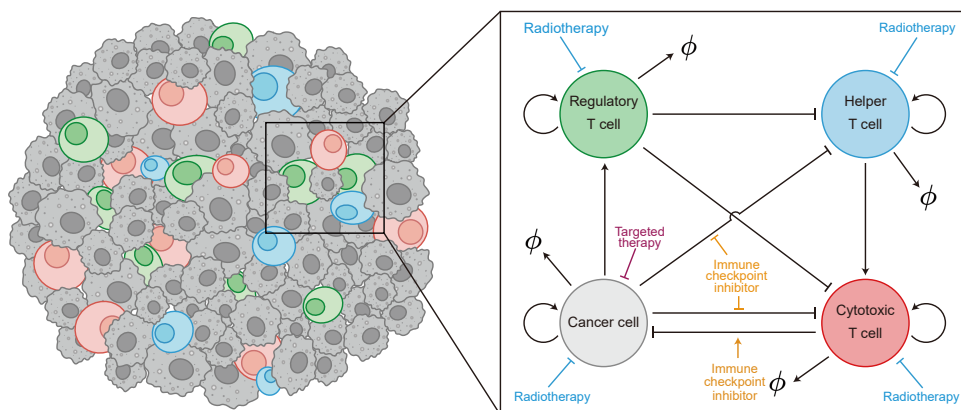 Radiotherapy
Radiotherapy
ϕ
Regulatory
T cell
Helper
T cell
ϕ
Targeted
therapy
ϕ
Immune
checkpoint
inhibitor
Cancer cell
Cytotoxic
T cell
Immune
checkpoint
inhibitor
ϕ
Radiotherapy
Radiotherapy